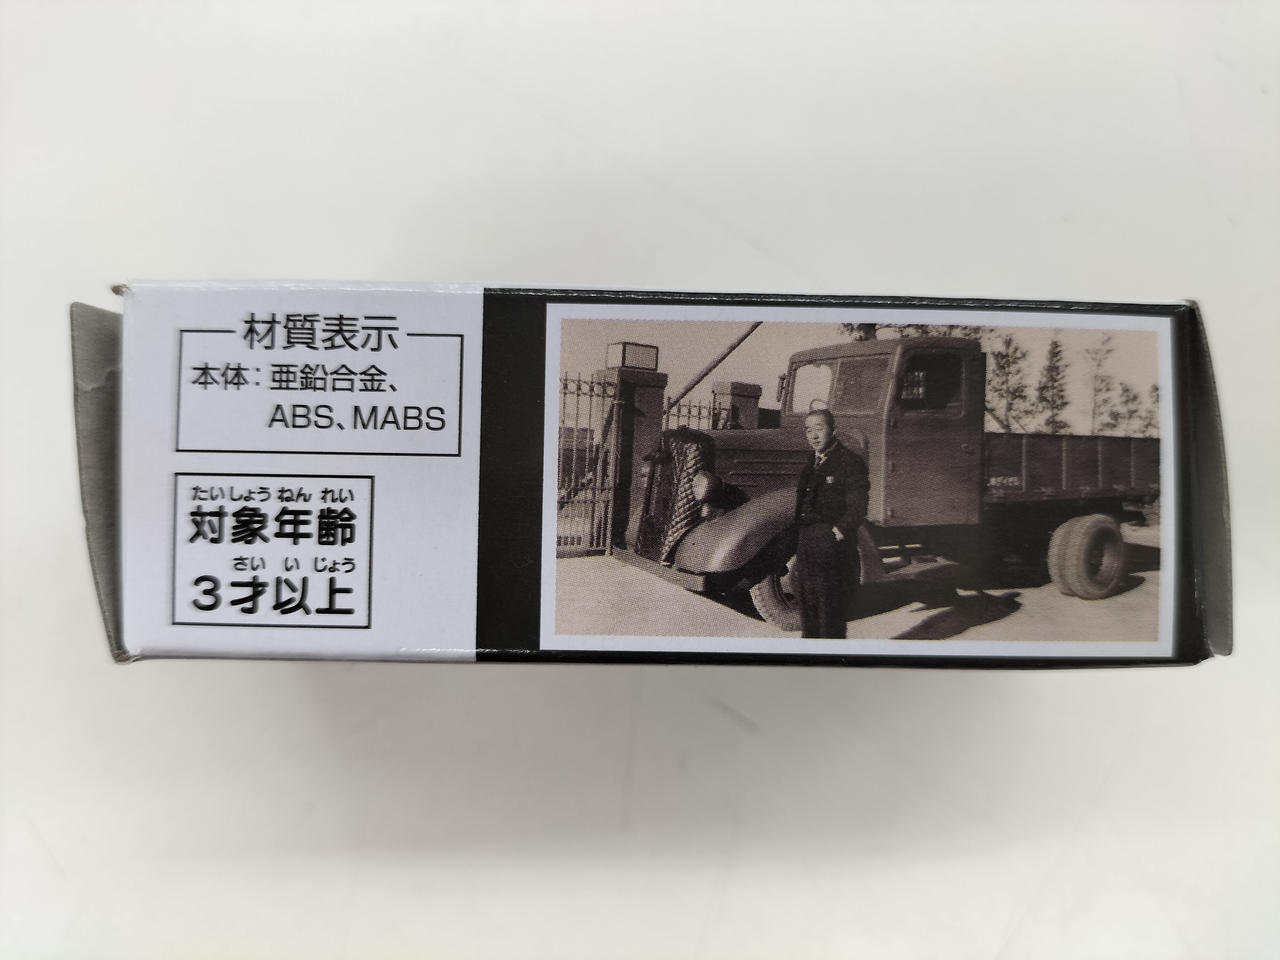 材質表示
本体：亜鉛合金、
ABS、MABS
たいしょう ねん れい
対象年齢
さい い じょう
3才以上